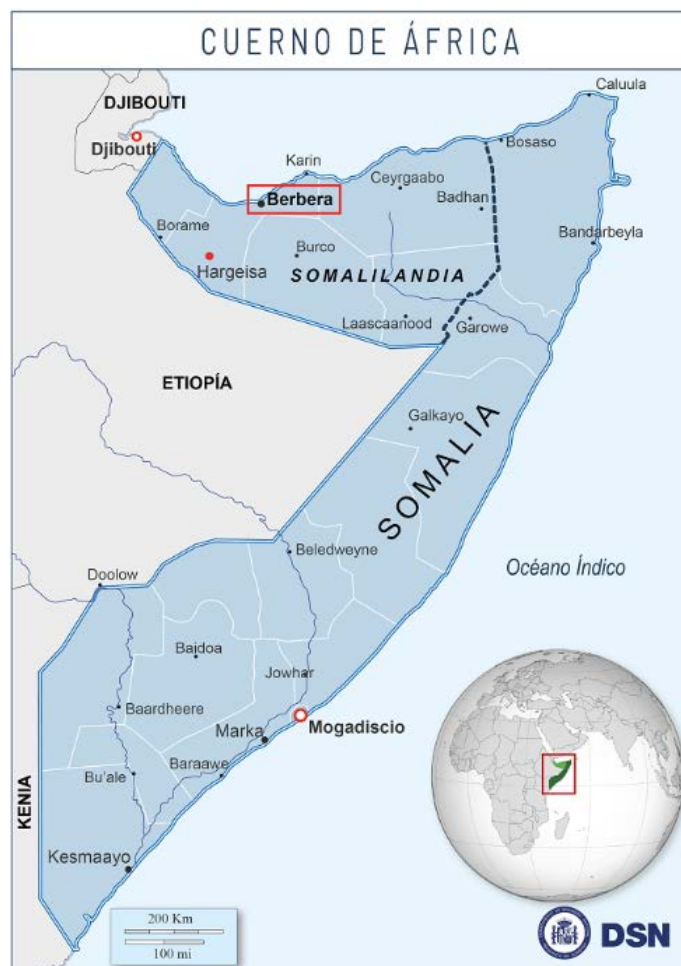 CUERNO DE ÁFRICA
Caluula
DJIBOUTI
Djibouti
Bosaso
Karin
Ceyrgaabo
Berbera
Badhan
Borame
Bandarbeyla
Burco
Hargeisa
SOMALILANDIA
Laascaanood
Garowe
ETIOPÍA
Galkayo
SOMALÍA
Beledweyne
Océano Índico
Doolow
Bajdoa
Jowhar
Baardheere
Mogadiscio
Marka
Baraawe
Bu'ale
KENIA
Kesmaayo
200 Km
100 mi
DSN